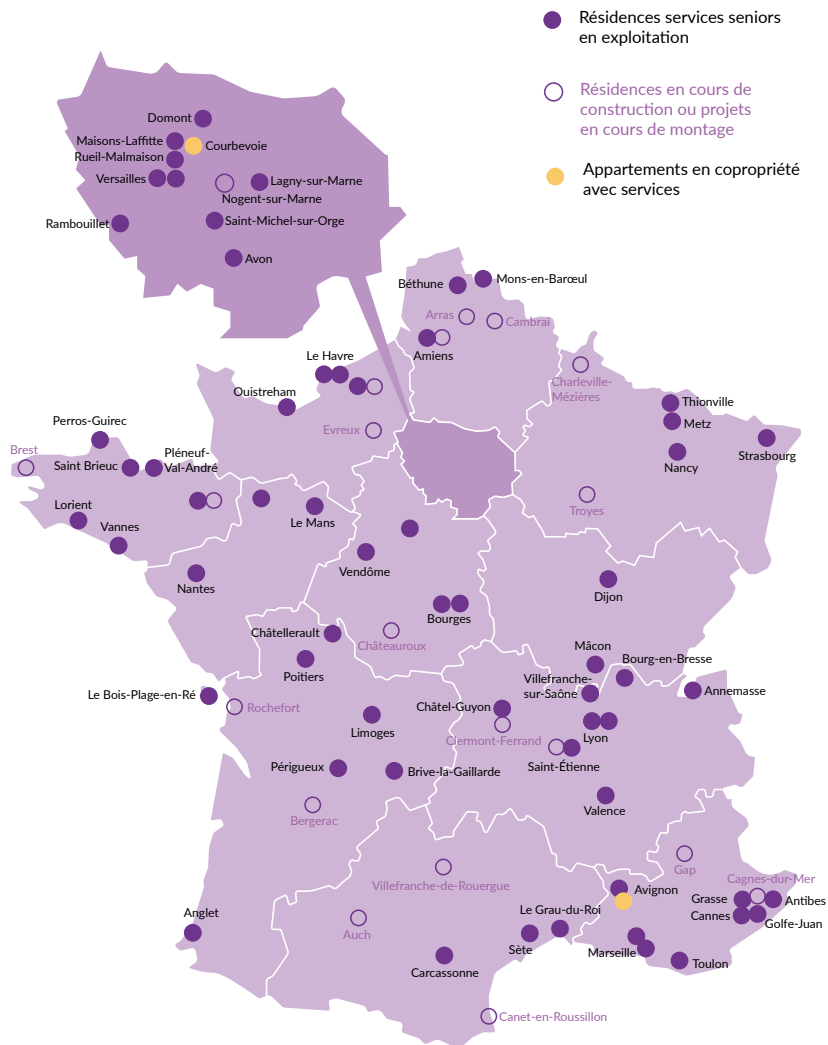 Résidences services seniors
en exploitation
Résidences en cours de
construction ou projets
en cours de montage
Appartements en copropriété
avec services
Domont
Maisons-Laffitte
Courbevoie
Rueil-Malmaison
Versailles
Lagny-sur-Marne
Nogent-sur-Marne
Rambouillet
Saint-Michel-sur-Orge
Avon
Béthune
Mons-en-Barœul
Arras
Cambrai
Amiens
Le Havre
Charleville-
Mézières
Ouistreham
Thionville
Metz
Evreux
Perros-Guirec
Strasbourg
Nancy
Brest
Saint Brieuc
Pléneuf-
Val-André
Troyes
Lorient
Le Mans
Vannes
Vendôme
Nantes
Dijon
Bourges
Châtellerault
Châteauroux
Mâcon
Bourg-en-Bresse
Poitiers
Villefranche-
sur-Saône
Annemasse
Le Bois-Plage-en-Ré
Rochefort
Châtel-Guyon
Limoges
Clermont-Ferrand
Lyon
Saint-Étienne
Périgueux
Brive-la-Gaillarde
Valence
Bergerac
Gap
Villefranche-de-Rouergue
Cagnes-dur-Mer
Avignon
Grasse
Antibes
Anglet
Le Grau-du-Roi
Cannes
Golfe-Juan
Auch
Sète
Marseille
Toulon
Carcassonne
Canet-en-Roussillon